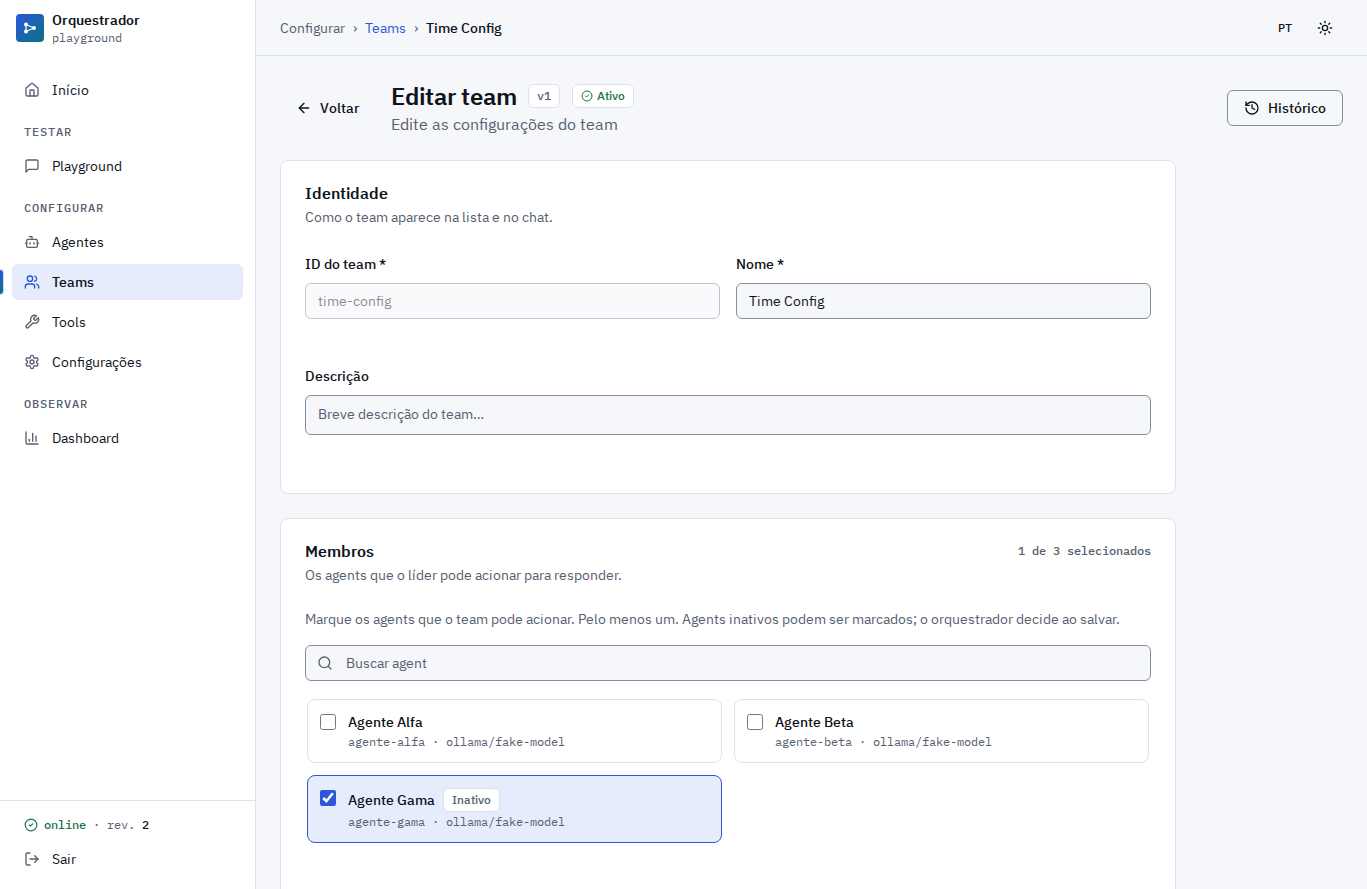 Orquestrador
playground
Início
TESTAR
Playground
CONFIGURAR
Agentes
Teams
Tools
Configurações
OBSERVAR
Dashboard
online · rev. 2
Sair
Configurar › Teams › Time Config
PT
Voltar
Editar team v1 Ativo
Edite as configurações do team
Histórico
Identidade
Como o team aparece na lista e no chat.
ID do team * Nome *
time-config Time Config
Descrição
Breve descrição do team...
Membros 1 de 3 selecionados
Os agents que o líder pode acionar para responder.
Marque os agents que o team pode acionar. Pelo menos um. Agents inativos podem ser marcados; o orquestrador decide ao salvar.
Buscar agent
Agente Alfa
agente-alfa · ollama/fake-model
Agente Beta
agente-beta · ollama/fake-model
Agente Gama Inativo
agente-gama · ollama/fake-model